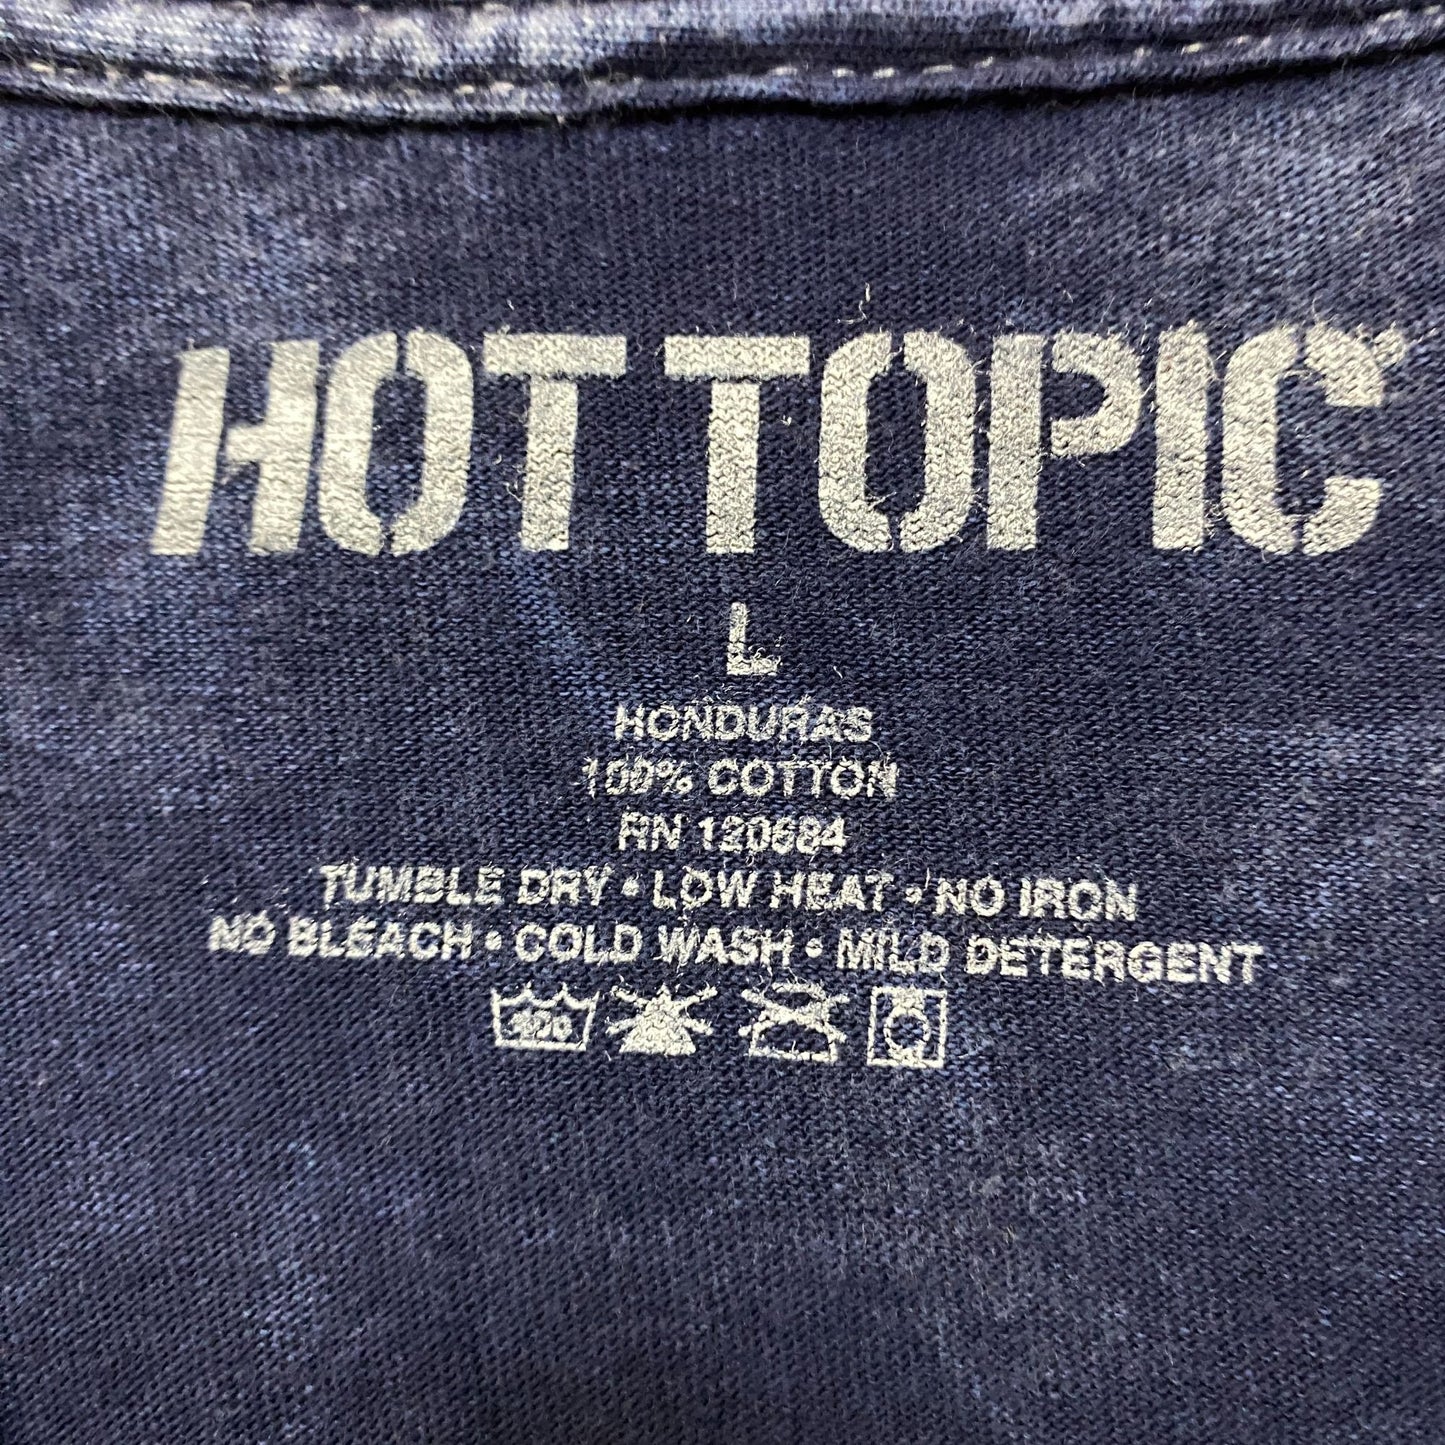 HOT TOPIC
L
HONDURAS
100% COTTON
RN 120684
TUMBLE DRY • LOW HEAT • NO IRON
NO BLEACH • COLD WASH • MILD DETERGENT